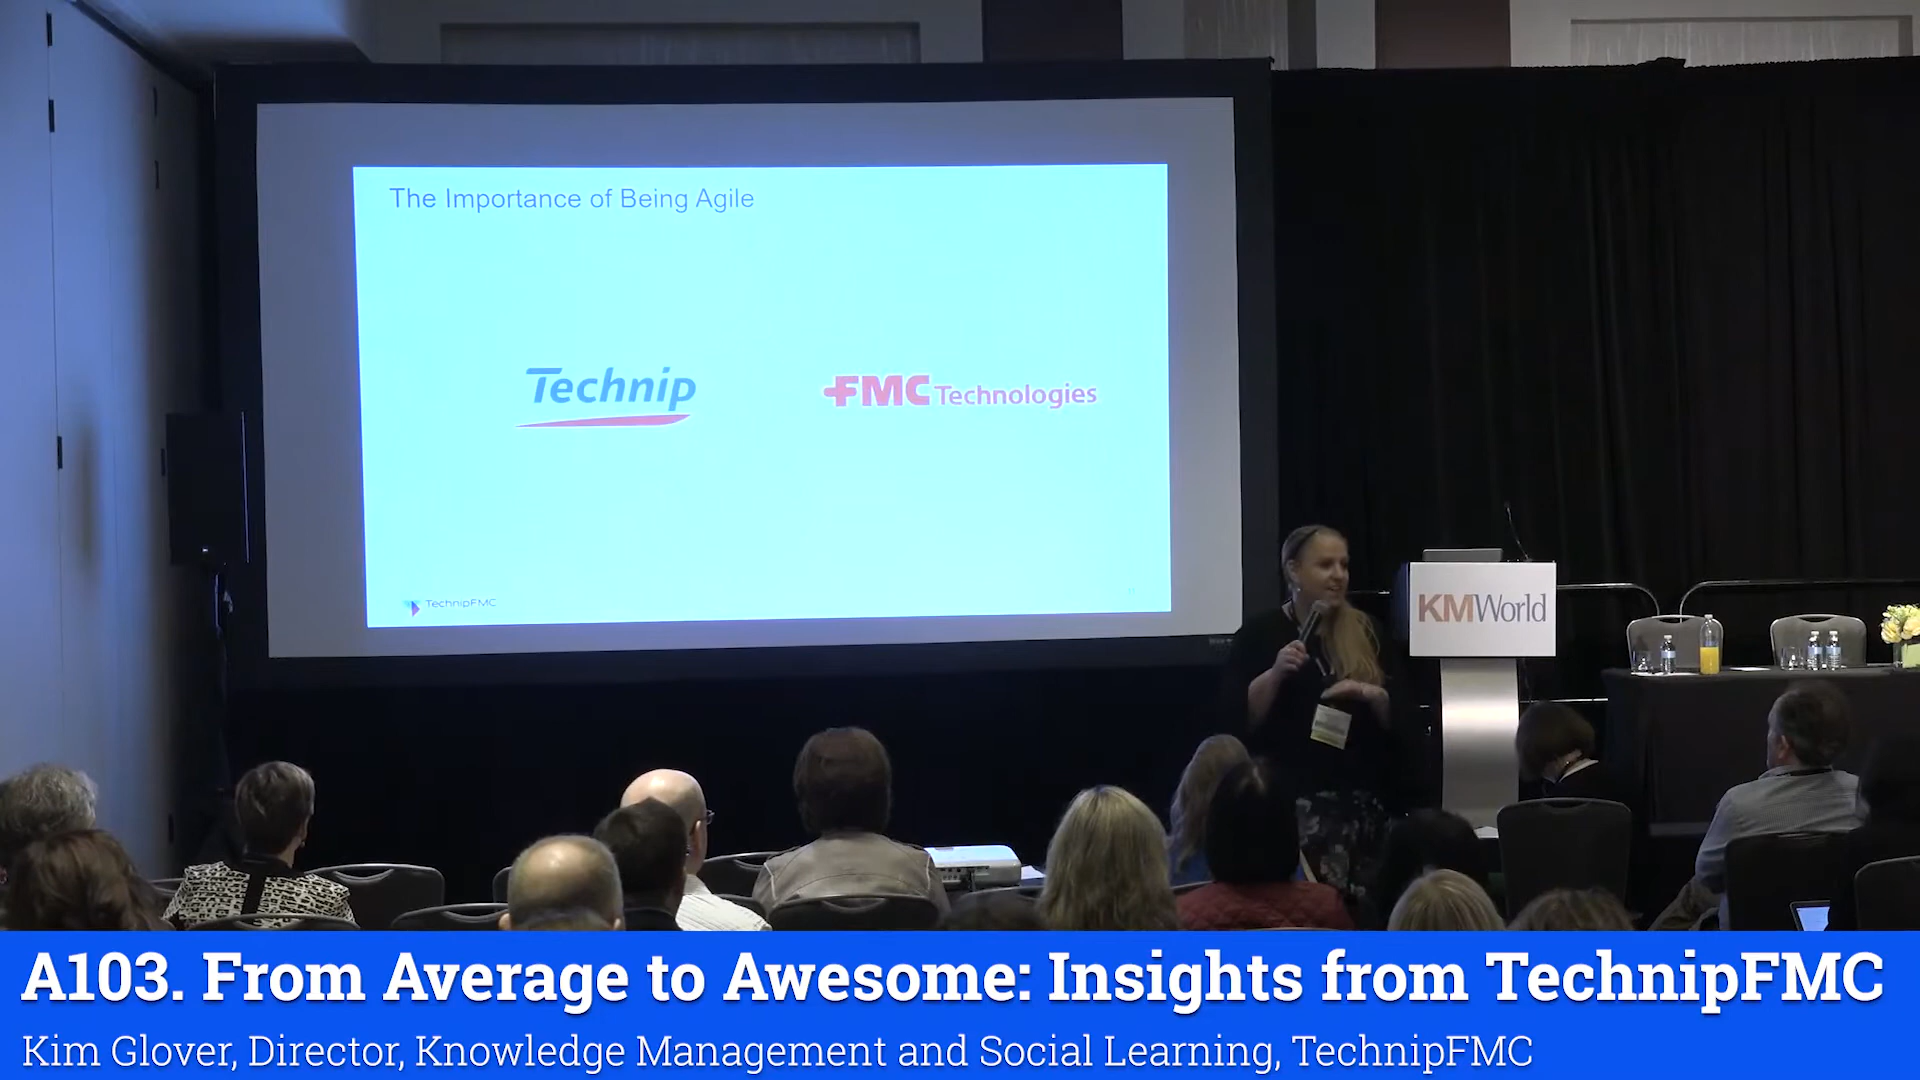 The Importance of Being Agile
Technip
FMC Technologies
TechnipFMC
KMWorld
A103. From Average to Awesome: Insights from TechnipFMC
Kim Glover, Director, Knowledge Management and Social Learning, TechnipFMC